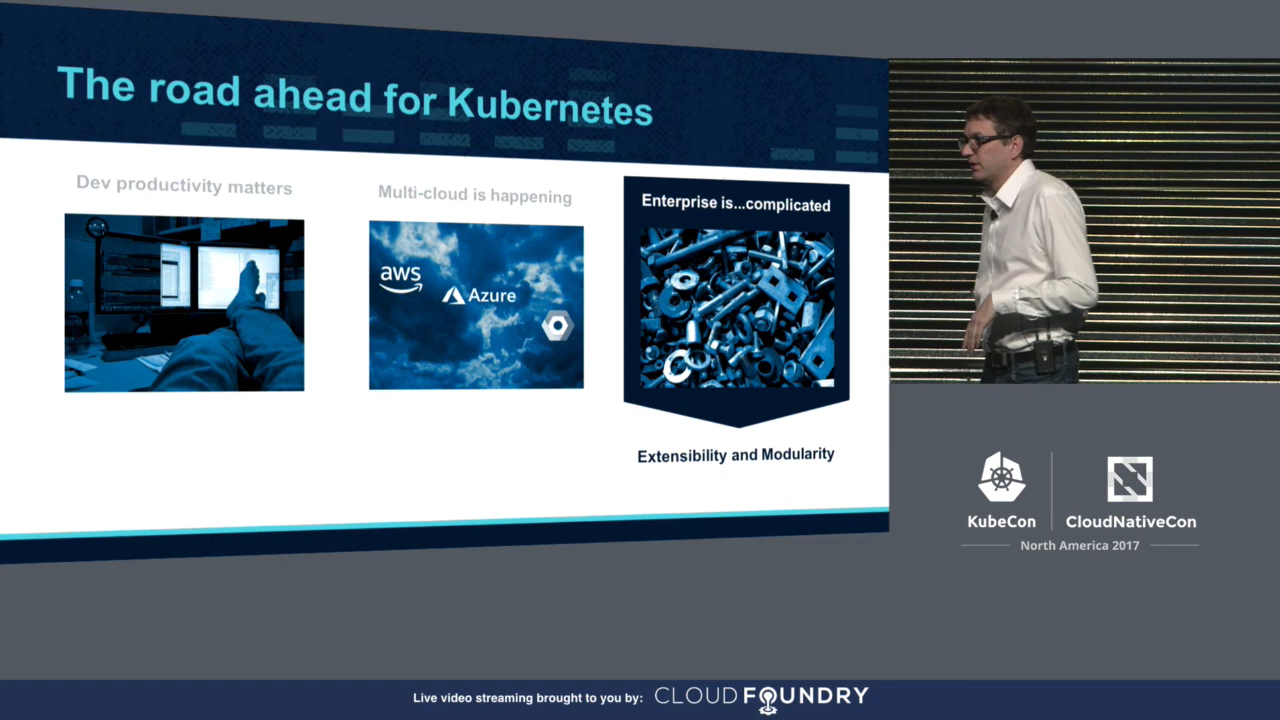 The road ahead for Kubernetes
Dev productivity matters
Multi-cloud is happening
Enterprise is...complicated
aws
Azure
Extensibility and Modularity
KubeCon
CloudNativeCon
North America 2017
Live video streaming brought to you by: CLOUD FOUNDRY